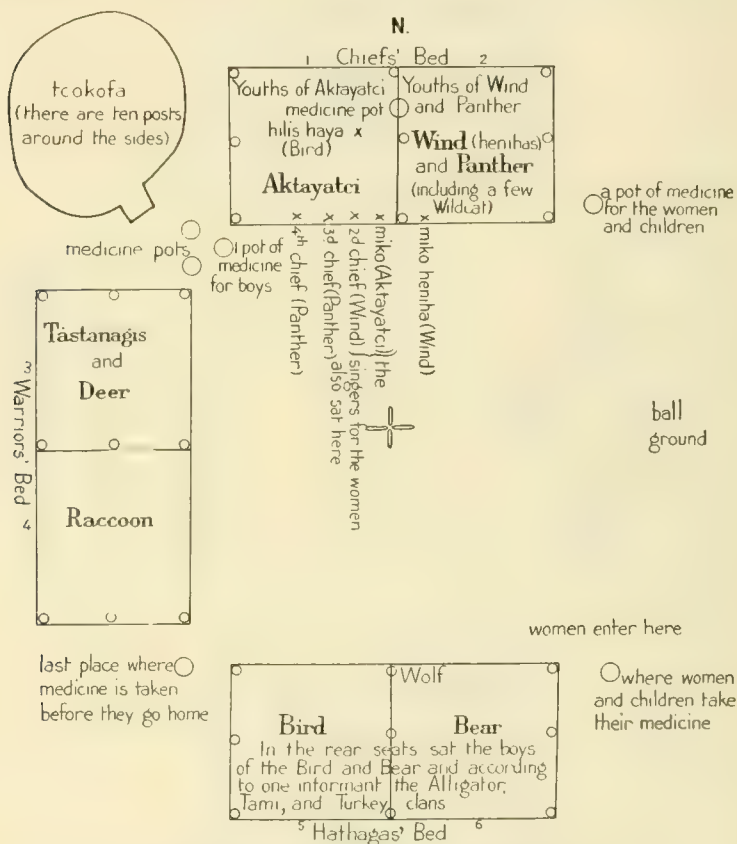 N.
1 Chiefs' Bed 2
tcokofa
(there are ten posts
around the sides)
Youths of Aktayatci
medicine pot
hilis haya x
(Bird)
Aktayatci
Youths of Wind
and Panther
Wind (henihas)
and Panther
(including a few
Wildcat)
a pot of medicine
for the women
and children
medicine pots
1 pot of
medicine
for boys
x 4th chief (Panther)
x 3d chief (Panther) also sat here
x 2d chief (Wind) singers for the women
x miko (Aktayatci) the
x miko heniha (Wind)
3 Warriors' Bed 4
Tàstanagis
and
Deer
Raccoon
ball
ground
women enter here
last place where
medicine is taken
before they go home
where women
and children take
their medicine
Wolf
Bird
Bear
In the rear seats sat the boys
of the Bird and Bear and according
to one informant the Alligator,
Tami, and Turkey clans
5 Hathagas' Bed 6